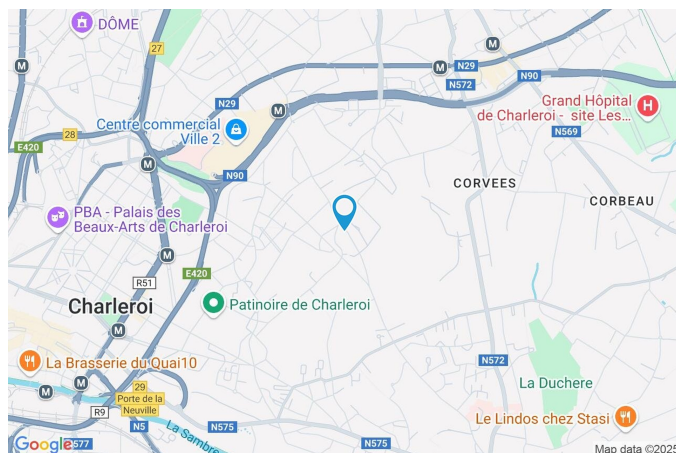 DÔME
27
M
M
M
N29
N29
N572
N90
M
Centre commercial
Ville 2
28
E420
M
N90
Grand Hôpital
de Charleroi - site Les...
H
N569
CORVEES
CORBEAU
PBA - Palais des
Beaux-Arts de Charleroi
M
E420
R51
Charleroi
Patinoire de Charleroi
M
La Brasserie du Quai10
M
M
29
Porte de la
Neuville
R9
N5
La Sambre
N575
N575
N572
La Duchere
Le Lindos chez Stasi
Google
577
Map data ©2025